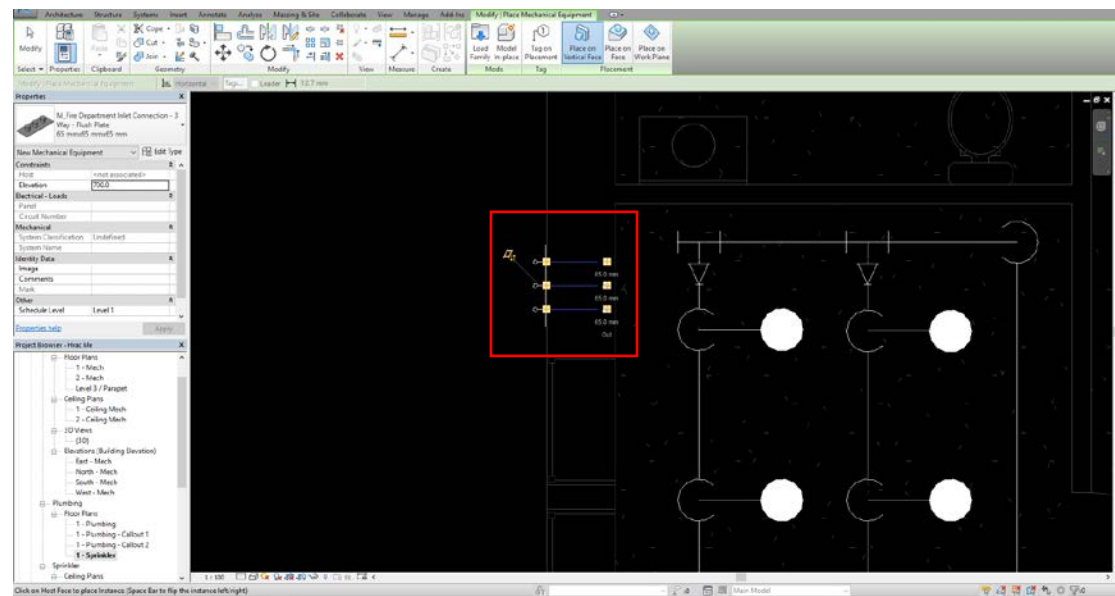 Architecture Structure Systems Insert Annotate Analyze Massing & Site Collaborate View Manage Add-Ins Modify | Place Mechanical Equipment
Modify
Paste
Cope
Cut
Join
Load Family
Model In-place
Tag on Placement
Place on Vertical Face
Place on Face
Place on Work Plane
Select Properties Clipboard Geometry Modify View Measure Create Mode Tag Placement
Modify | Place Mechanical Equipment Horizontal Tags... Leader 12.7 mm
Properties X
M_Fire Department Inlet Connection - 3
Way - Flush Plate
65 mmx65 mmx65 mm
New Mechanical Equipment Edit Type
Constraints
Host <not associated>
Elevation 700.0
Electrical - Loads
Panel
Circuit Number
Mechanical
System Classification Undefined
System Name
Identity Data
Image
Comments
Mark
Other
Schedule Level Level 1
Properties help Apply
Project Browser - Hvac Me X
Floor Plans
1 - Mech
2 - Mech
Level 3 / Parapet
Ceiling Plans
1 - Ceiling Mech
2 - Ceiling Mech
3D Views
{3D}
Elevations (Building Elevation)
East - Mech
North - Mech
South - Mech
West - Mech
Plumbing
Floor Plans
1 - Plumbing
1 - Plumbing - Callout 1
1 - Plumbing - Callout 2
1 - Sprinkler
Sprinkler
Ceiling Plans
65.0 mm
65.0 mm
65.0 mm
Out
1 : 100
Click on Host Face to place Instance (Space Bar to flip the instance left/right)
Main Model